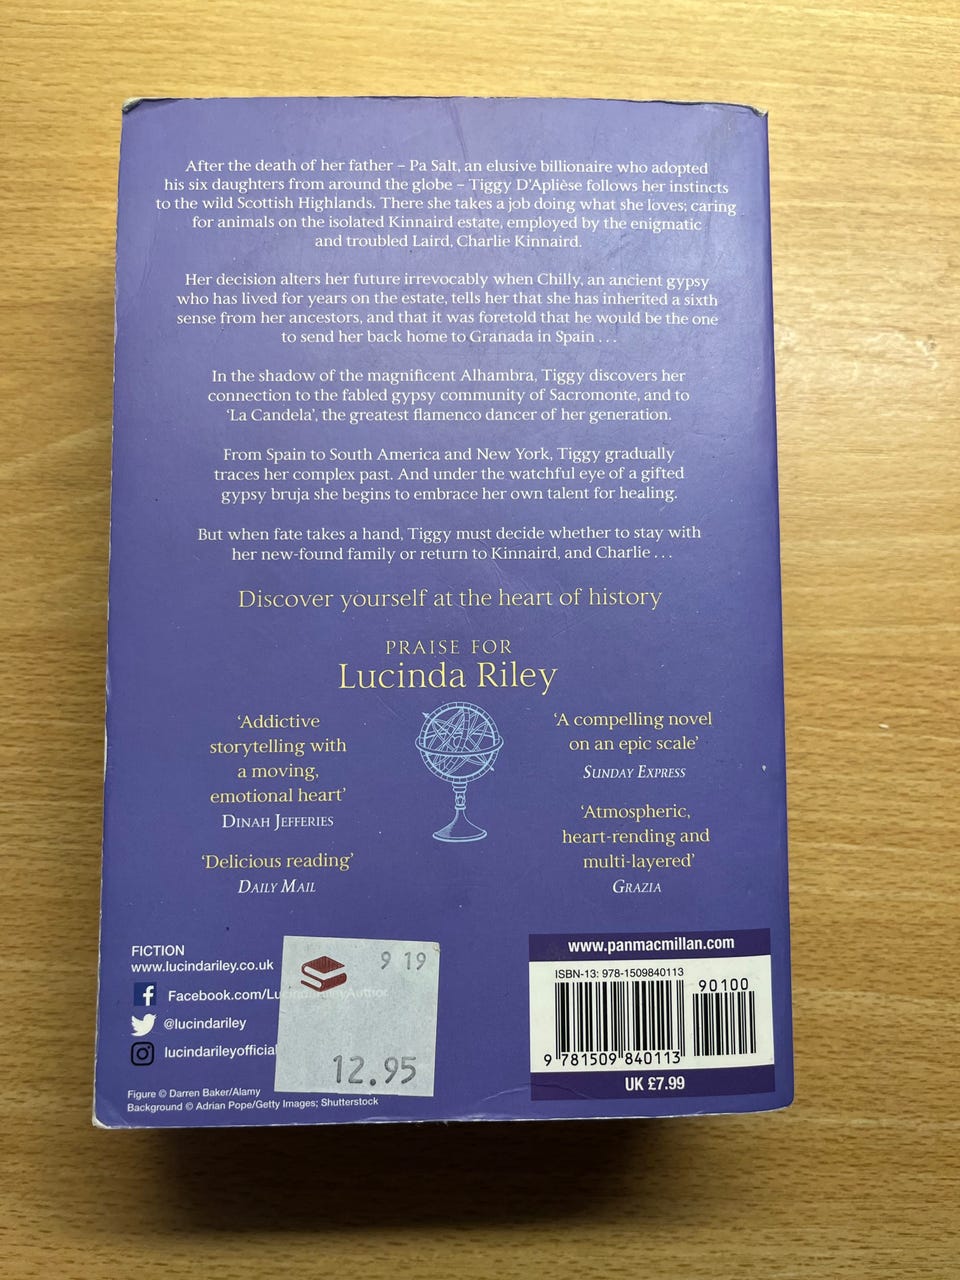 After the death of her father – Pa Salt, an elusive billionaire who adopted
his six daughters from around the globe – Tiggy D'Aplièse follows her instincts
to the wild Scottish Highlands. There she takes a job doing what she loves; caring
for animals on the isolated Kinnaird estate, employed by the enigmatic
and troubled Laird, Charlie Kinnaird.
Her decision alters her future irrevocably when Chilly, an ancient gypsy
who has lived for years on the estate, tells her that she has inherited a sixth
sense from her ancestors, and that it was foretold that he would be the one
to send her back home to Granada in Spain . . .
In the shadow of the magnificent Alhambra, Tiggy discovers her
connection to the fabled gypsy community of Sacromonte, and to
‘La Candela’, the greatest flamenco dancer of her generation.
From Spain to South America and New York, Tiggy gradually
traces her complex past. And under the watchful eye of a gifted
gypsy bruja she begins to embrace her own talent for healing.
But when fate takes a hand, Tiggy must decide whether to stay with
her new-found family or return to Kinnaird, and Charlie . . .
Discover yourself at the heart of history
PRAISE FOR
Lucinda Riley
‘Addictive
storytelling with
a moving,
emotional heart’
DINAH JEFFERIES
‘Delicious reading’
DAILY MAIL
‘A compelling novel
on an epic scale’
SUNDAY EXPRESS
‘Atmospheric,
heart-rending and
multi-layered’
GRAZIA
FICTION
www.lucindariley.co.uk
Facebook.com/LucindaRileyAuthor
@lucindariley
lucindarileyofficial
Figure © Darren Baker/Alamy
Background © Adrian Pope/Getty Images; Shutterstock
9 19
12.95
www.panmacmillan.com
ISBN-13: 978-1509840113
90100
9 781509 840113
UK £7.99